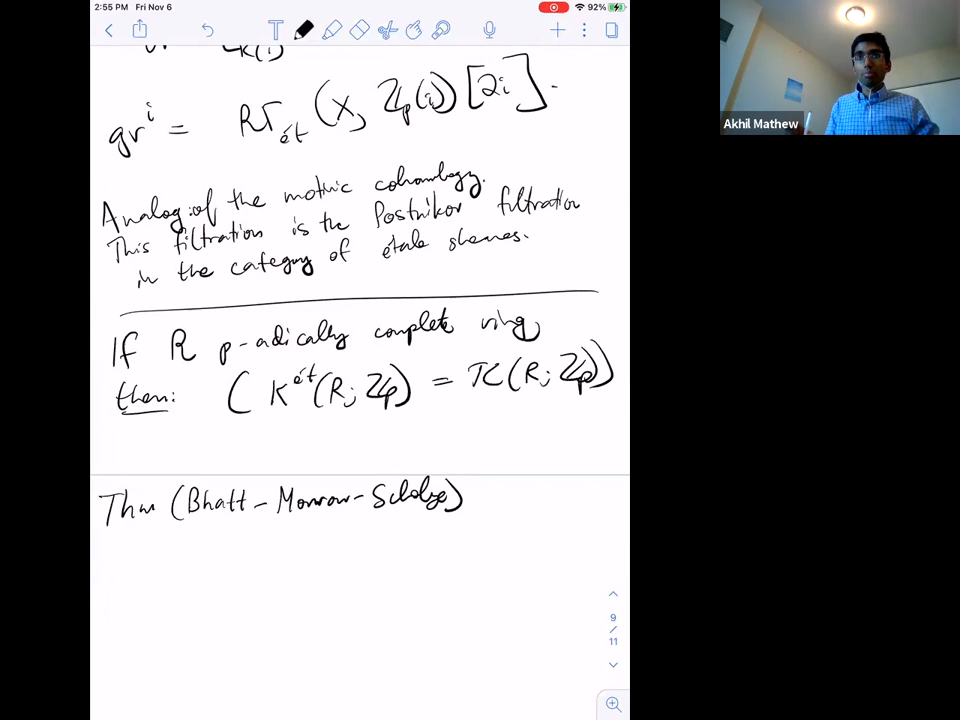 2:55 PM Fri Nov 6
92%
gr^i = RΓ_ét (X, Z_p(i)) [2i].
Analog of the motivic cohomology.
This filtration is the Postnikov filtration
in the category of étale sheaves.
If R p-adically complete ring
then: ( K^ét(R; Z_p) = TC(R; Z_p))
Thm (Bhatt-Morrow-Scholze)
9
/
11
Akhil Mathew